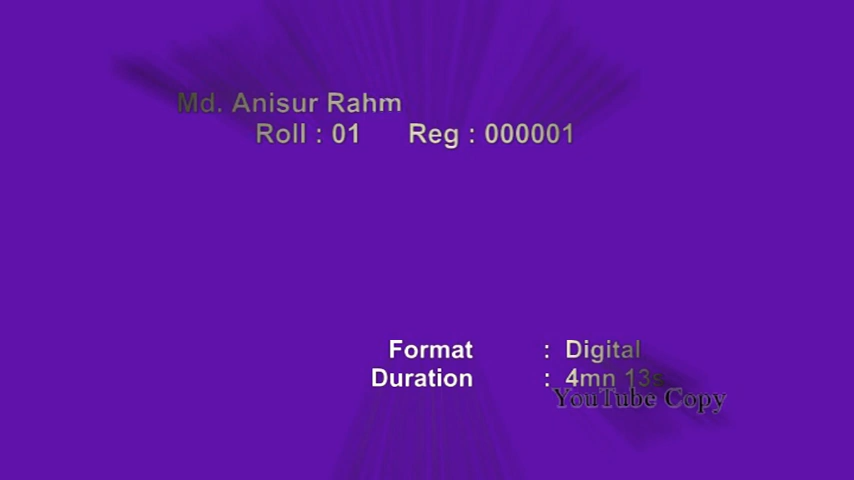 Md. Anisur Rahm
Roll : 01 Reg : 000001
Format : Digital
Duration : 4mn 13s
YouTube Copy